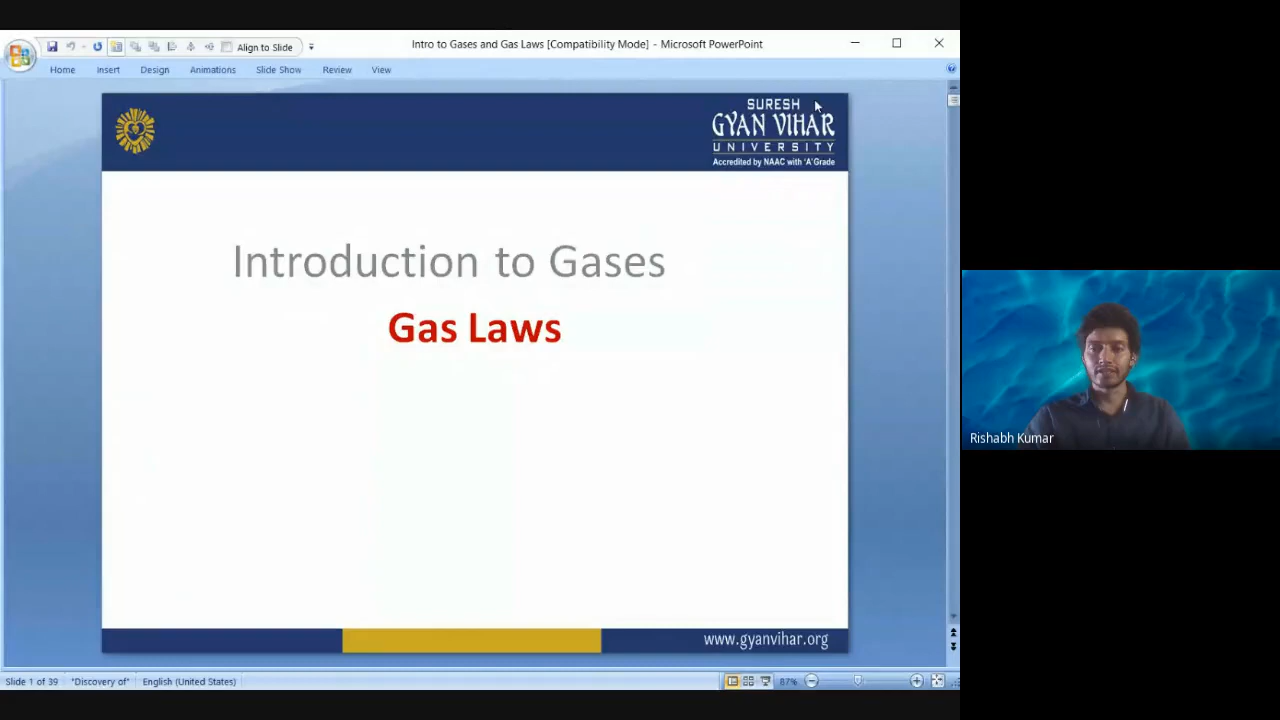 Align to Slide
Intro to Gases and Gas Laws [Compatibility Mode] - Microsoft PowerPoint
Home Insert Design Animations Slide Show Review View
SURESH
GYAN VIHAR
UNIVERSITY
Accredited by NAAC with 'A' Grade
Introduction to Gases
Gas Laws
Rishabh Kumar
www.gyanvihar.org
Slide 1 of 39 "Discovery of" English (United States) 87%